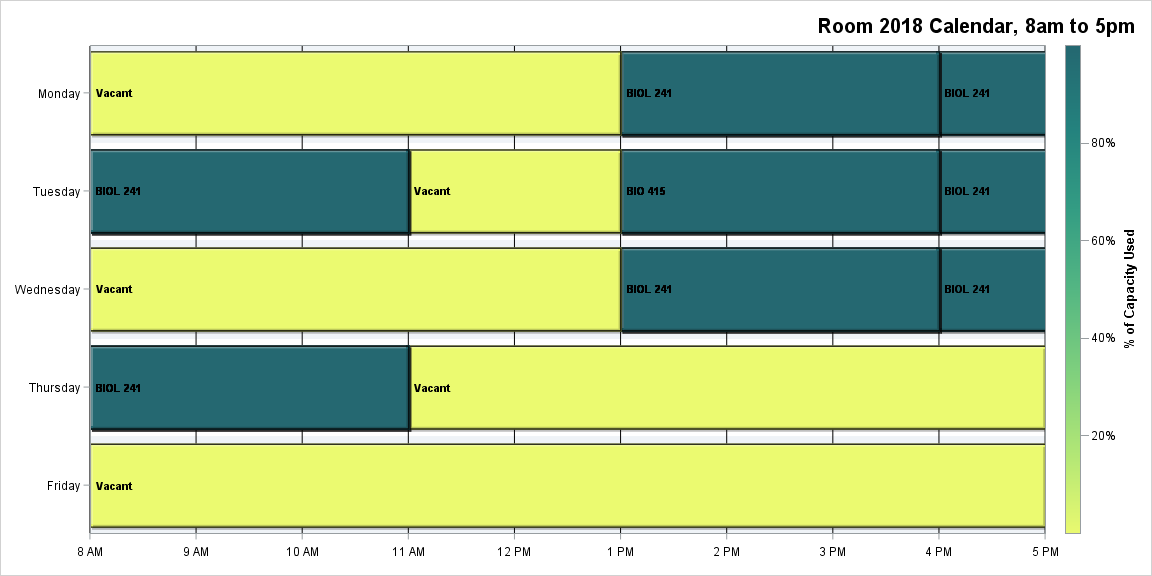 Room 2018 Calendar, 8am to 5pm
Monday
Vacant
BIOL 241
BIOL 241
Tuesday
BIOL 241
Vacant
BIO 415
BIOL 241
Wednesday
Vacant
BIOL 241
BIOL 241
Thursday
BIOL 241
Vacant
Friday
Vacant
8 AM
9 AM
10 AM
11 AM
12 PM
1 PM
2 PM
3 PM
4 PM
5 PM
80%
60%
40%
20%
% of Capacity Used